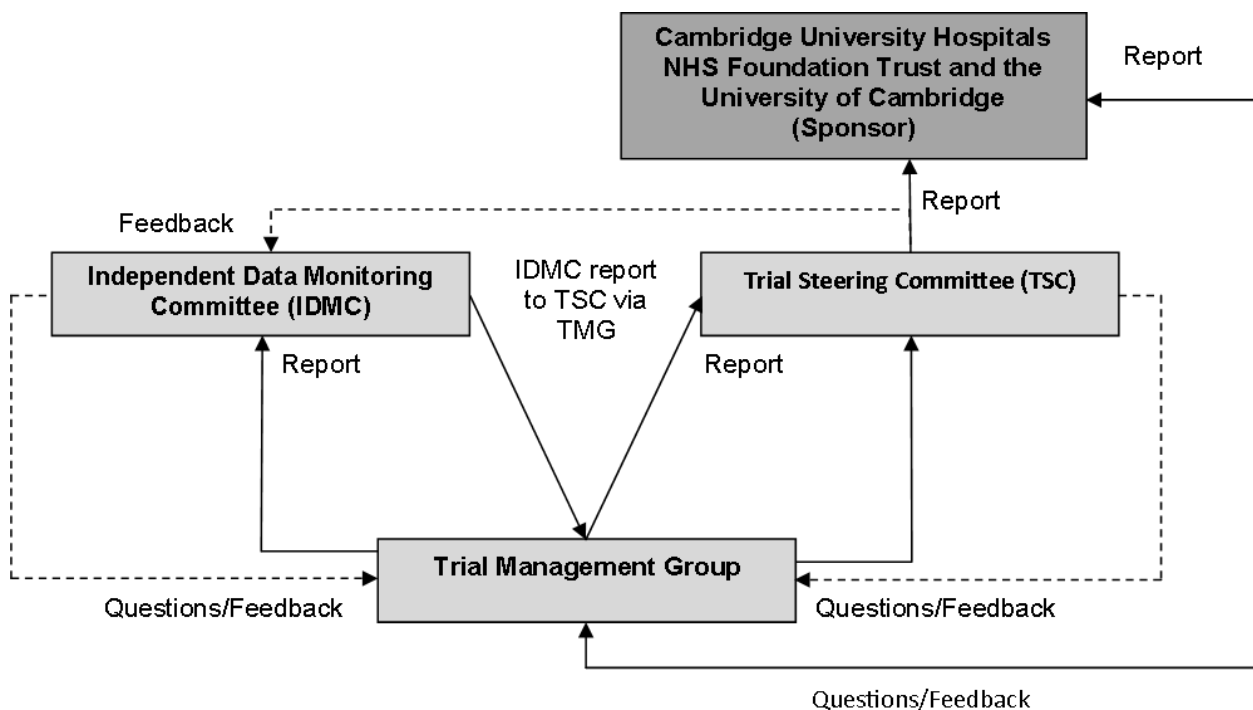 Cambridge University Hospitals
NHS Foundation Trust and the
University of Cambridge
(Sponsor)
Report
Report
Feedback
Independent Data Monitoring
Committee (IDMC)
IDMC report
to TSC via
TMG
Trial Steering Committee (TSC)
Report
Report
Trial Management Group
Questions/Feedback
Questions/Feedback
Questions/Feedback